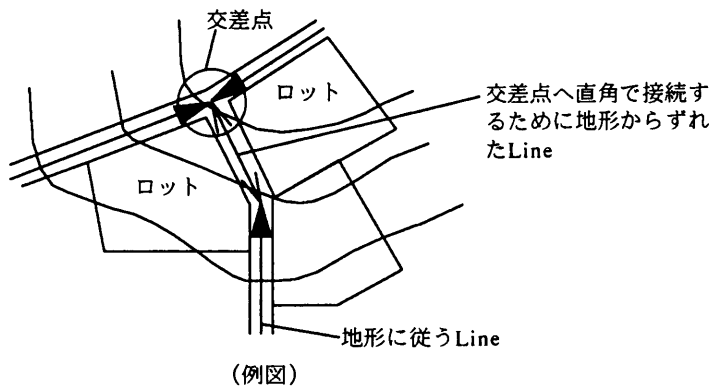 交差点
ロット
交差点へ直角で接続す
るために地形からずれ
たLine
ロット
地形に従うLine
(例図)